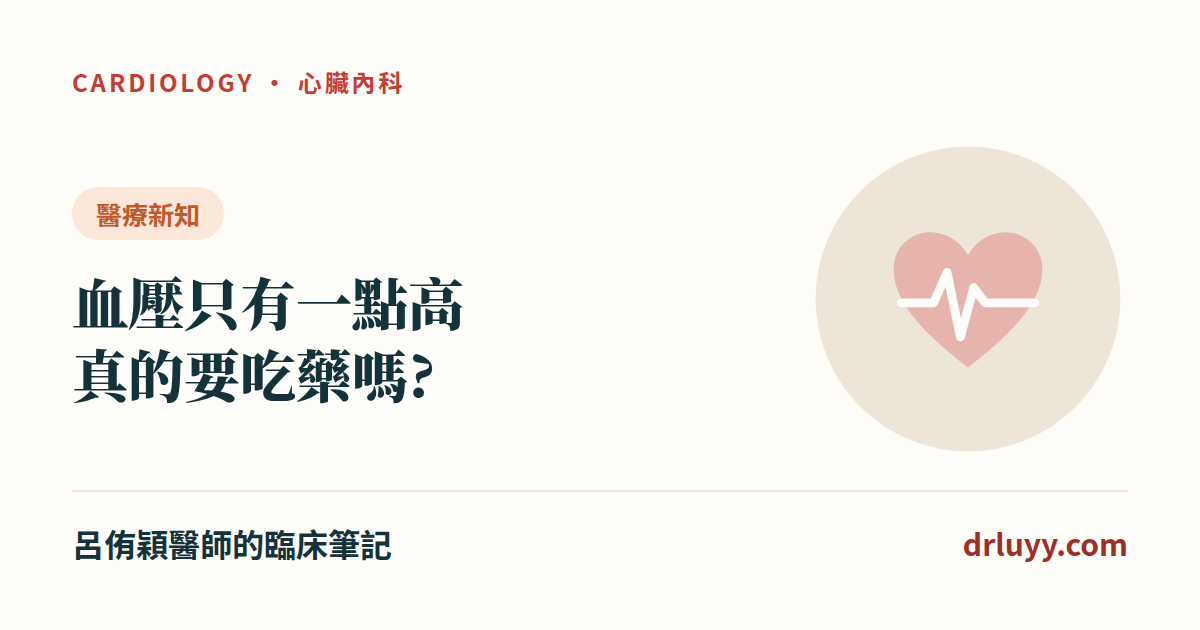 CARDIOLOGY · 心臟內科
醫療新知
血壓只有一點高
真的要吃藥嗎?
呂侑穎醫師的臨床筆記
drluyy.com